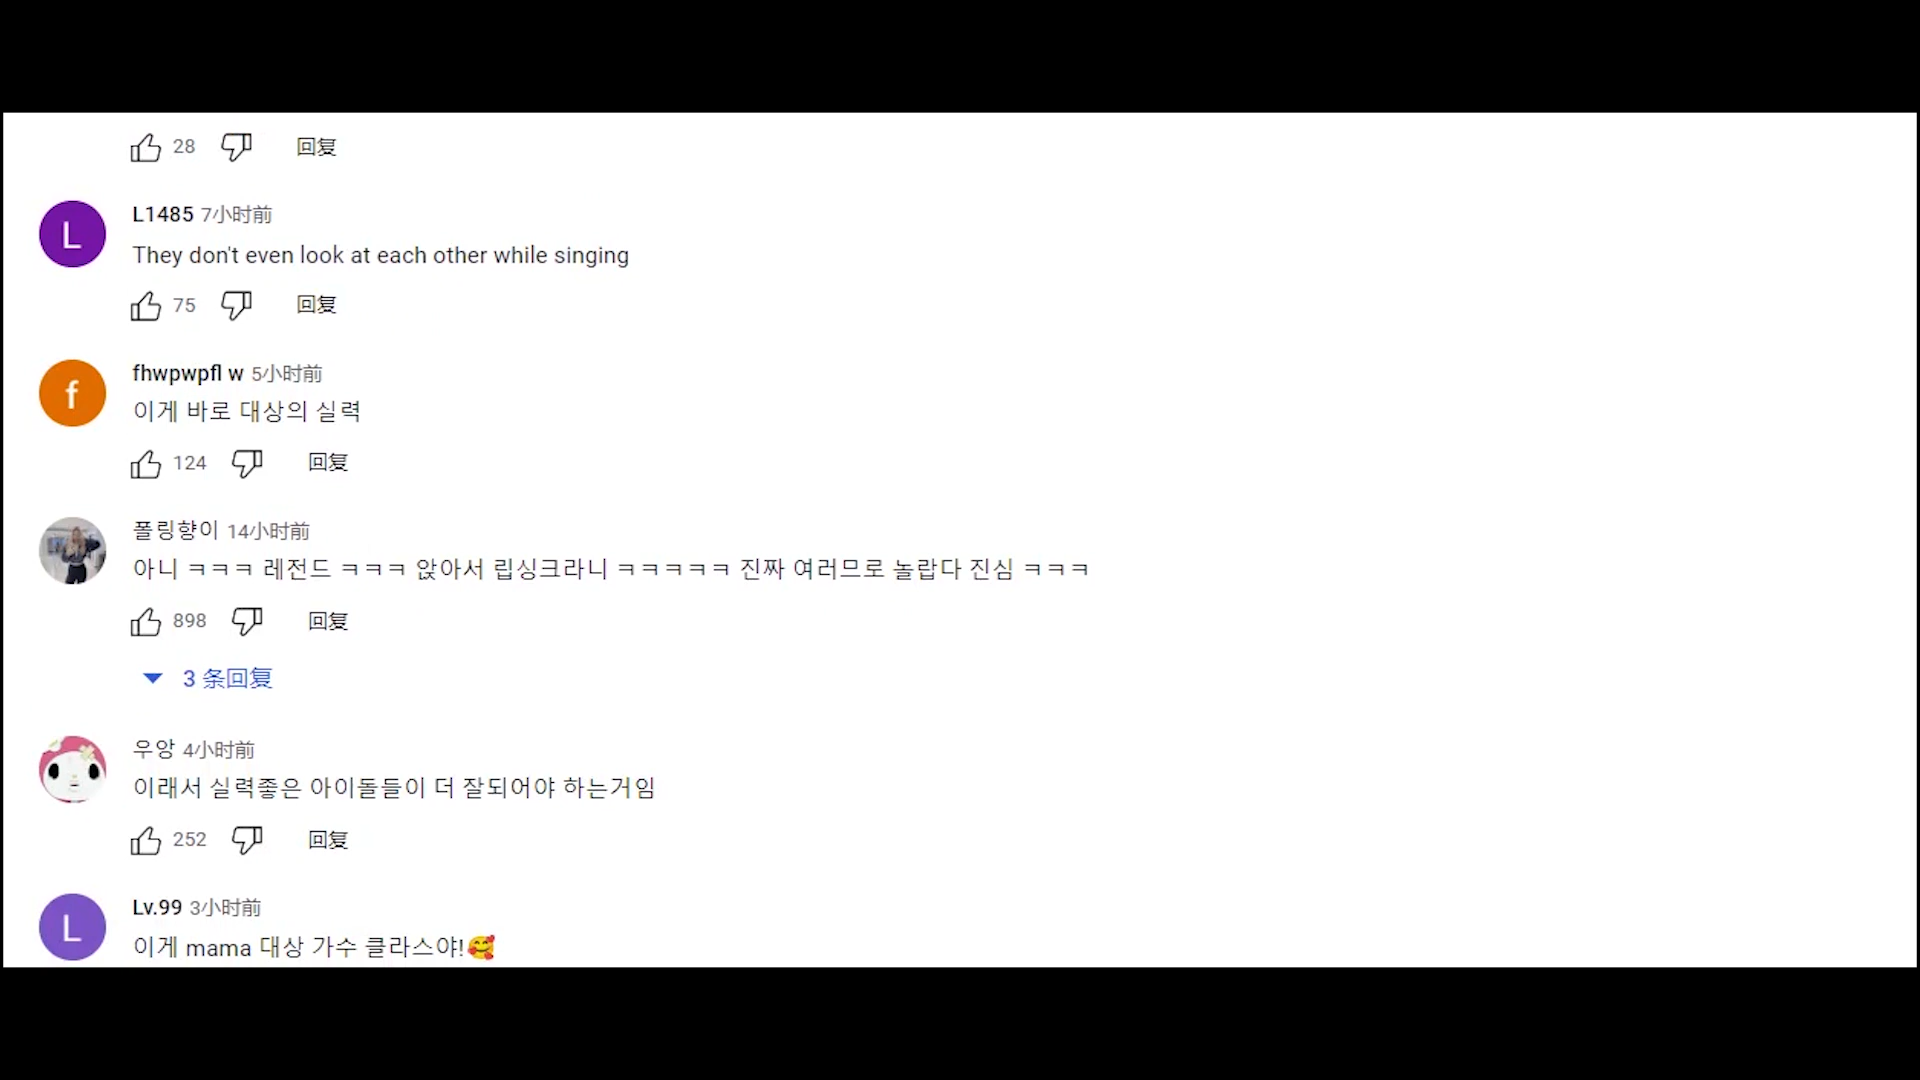 28 回复
L1485 7小时前
They don't even look at each other while singing
75 回复
fhwpwpfl w 5小时前
이게 바로 대상의 실력
124 回复
폴링향이 14小时前
아니 ㅋㅋㅋ 레전드 ㅋㅋㅋ 앉아서 립싱크라니 ㅋㅋㅋㅋㅋ 진짜 여러므로 놀랍다 진심 ㅋㅋㅋ
898 回复
3 条回复
우앙 4小时前
이래서 실력좋은 아이돌들이 더 잘되어야 하는거임
252 回复
Lv.99 3小时前
이게 mama 대상 가수 클라스야!🥰
L
f
L